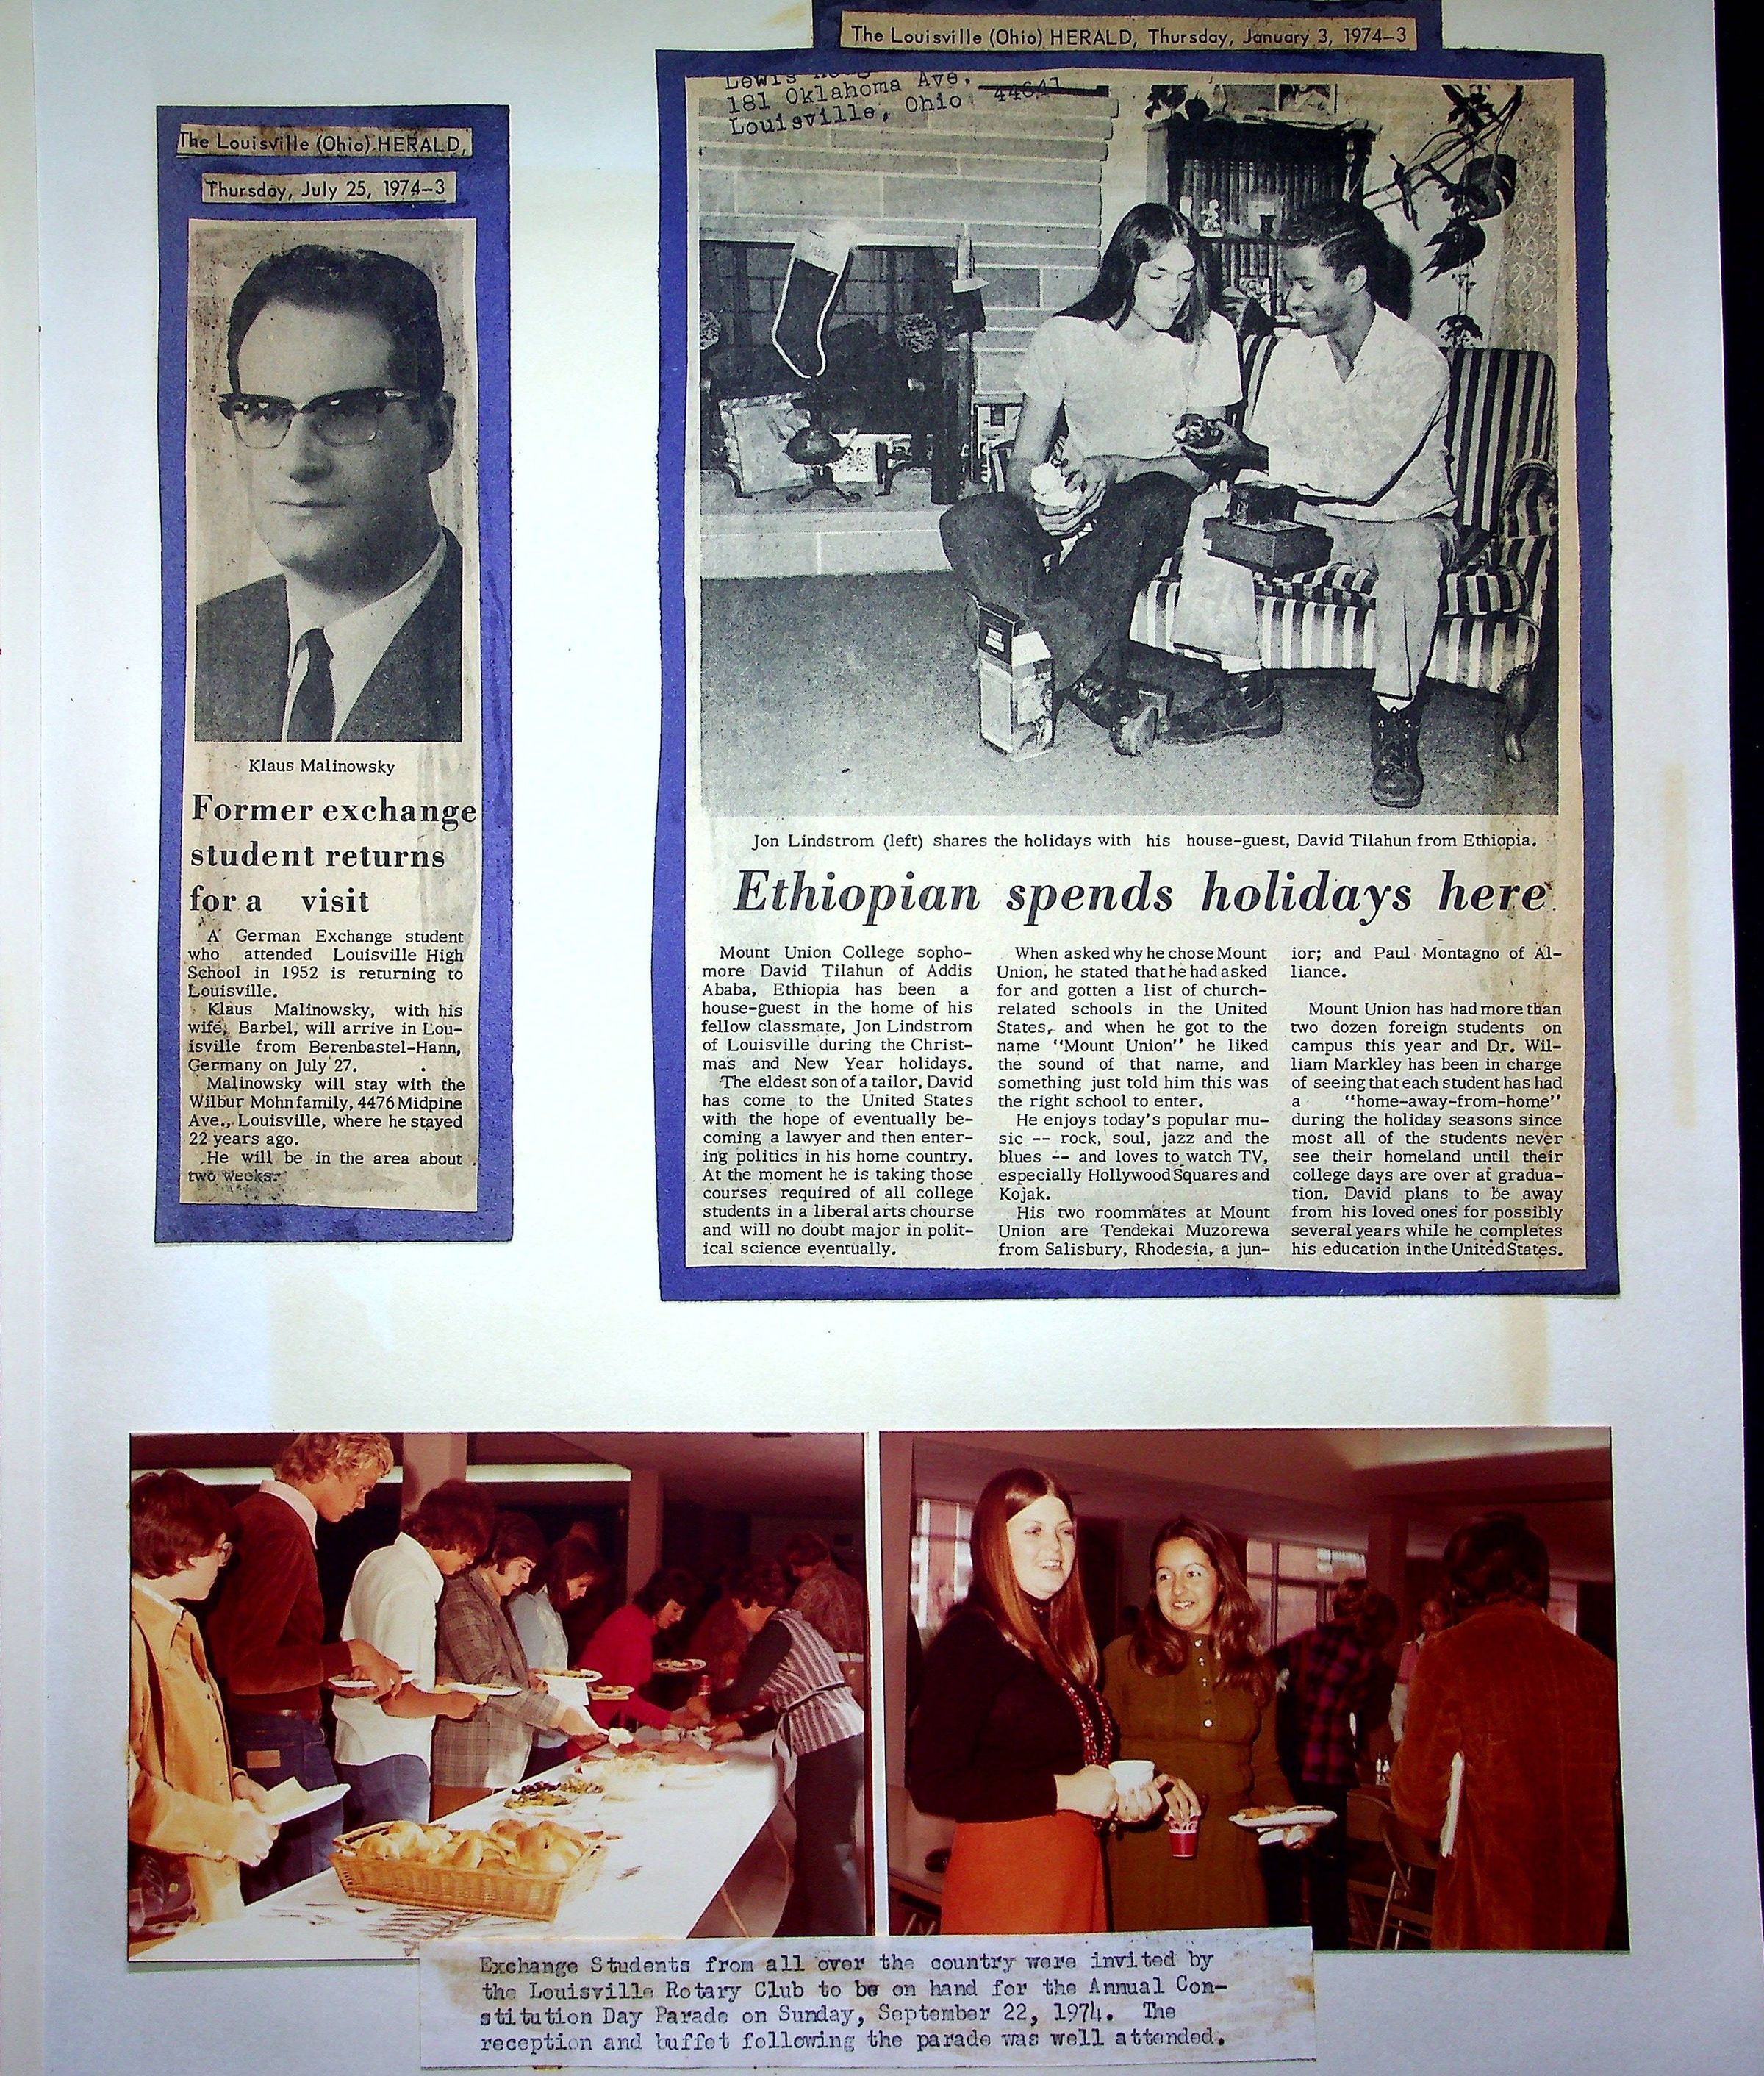 The Louisville (Ohio) HERALD,
Thursday, July 25, 1974-3
Klaus Malinowsky
Former exchange
student returns
for a visit
A German Exchange student
who attended Louisville High
School in 1952 is returning to
Louisville.
Klaus Malinowsky, with his
wife, Barbel, will arrive in Lou-
isville from Berenbastel-Hann,
Germany on July 27.
Malinowsky will stay with the
Wilbur Mohn family, 4476 Midpine
Ave., Louisville, where he stayed
22 years ago.
He will be in the area about
two weeks.
The Louisville (Ohio) HERALD, Thursday, January 3, 1974-3
Lewis
181 Oklahoma Ave.
Louisville, Ohio 44641
Jon Lindstrom (left) shares the holidays with his house-guest, David Tilahun from Ethiopia.
Ethiopian spends holidays here
Mount Union College sopho-
more David Tilahun of Addis
Ababa, Ethiopia has been a
house-guest in the home of his
fellow classmate, Jon Lindstrom
of Louisville during the Christ-
mas and New Year holidays.
The eldest son of a tailor, David
has come to the United States
with the hope of eventually be-
coming a lawyer and then enter-
ing politics in his home country.
At the moment he is taking those
courses required of all college
students in a liberal arts chourse
and will no doubt major in polit-
ical science eventually.
When asked why he chose Mount
Union, he stated that he had asked
for and gotten a list of church-
related schools in the United
States, and when he got to the
name "Mount Union" he liked
the sound of that name, and
something just told him this was
the right school to enter.
He enjoys today's popular mu-
sic -- rock, soul, jazz and the
blues -- and loves to watch TV,
especially Hollywood Squares and
Kojak.
His two roommates at Mount
Union are Tendekai Muzorewa
from Salisbury, Rhodesia, a jun-
ior; and Paul Montagno of Al-
liance.
Mount Union has had more than
two dozen foreign students on
campus this year and Dr. Wil-
liam Markley has been in charge
of seeing that each student has had
a "home-away-from-home"
during the holiday seasons since
most all of the students never
see their homeland until their
college days are over at gradua-
tion. David plans to be away
from his loved ones for possibly
several years while he completes
his education in the United States.
Exchange Students from all over the country were invited by
the Louisville Rotary Club to be on hand for the Annual Con-
stitution Day Parade on Sunday, September 22, 1974. The
reception and buffet following the parade was well attended.